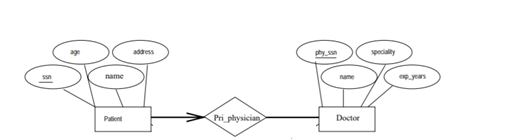 age
address
phy_ssn
speciality
ssn
name
name
exp_years
Patient
Pri_physician
Doctor